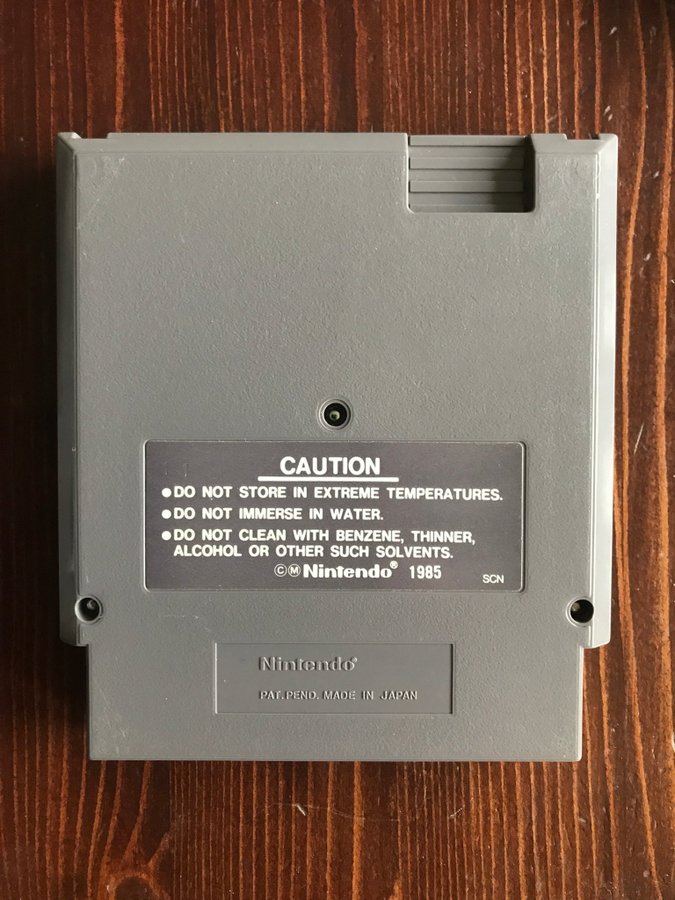 CAUTION
●DO NOT STORE IN EXTREME TEMPERATURES.
●DO NOT IMMERSE IN WATER.
●DO NOT CLEAN WITH BENZENE, THINNER,
ALCOHOL OR OTHER SUCH SOLVENTS.
ⒸⓂNintendo® 1985 SCN
Nintendo®
PAT. PEND. MADE IN JAPAN